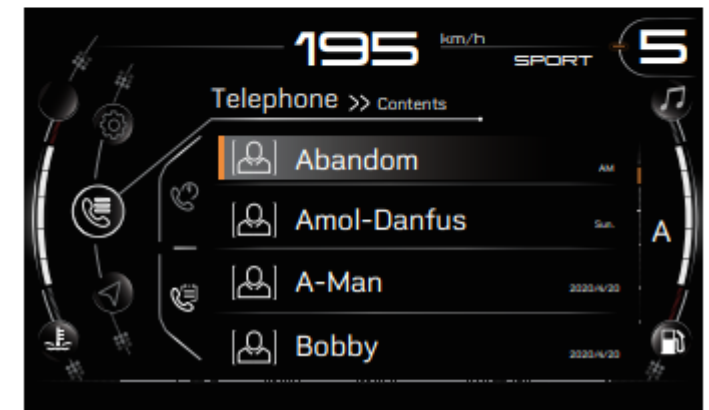 195 km/h SPORT 5
Telephone >> Contents
Abandom AM
Amol-Danfus Sun.
A
A-Man 2020/4/20
Bobby 2020/4/20